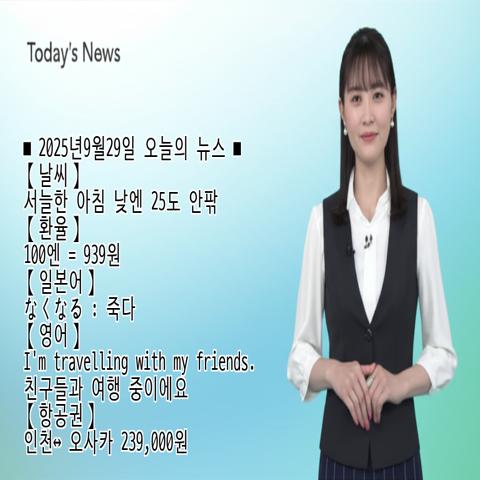 Today's News
■ 2025년9월29일 오늘의 뉴스 ■
【 날씨 】
서늘한 아침 낮엔 25도 안팎
【 환율 】
100엔 = 939원
【 일본어 】
なくなる : 죽다
【 영어 】
I'm travelling with my friends.
친구들과 여행 중이에요
【 항공권 】
인천↔ 오사카 239,000원